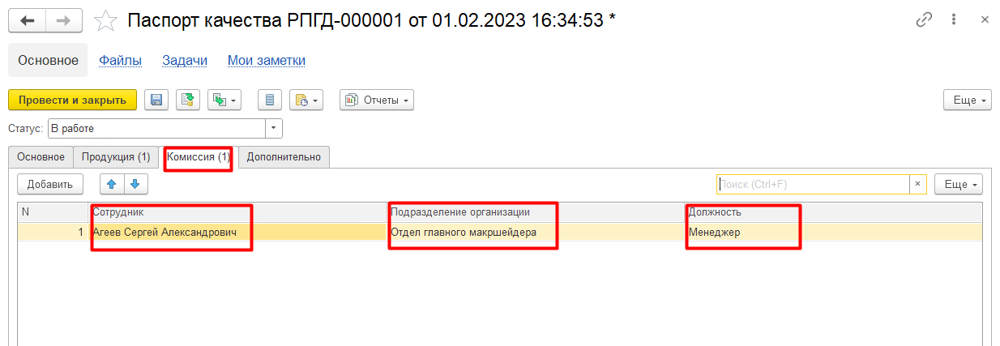 Паспорт качества РПГД-000001 от 01.02.2023 16:34:53 *
Основное Файлы Задачи Мои заметки
Провести и закрыть Отчеты Еще
Статус: В работе
Основное Продукция (1) Комиссия (1) Дополнительно
Добавить Поиск (Ctrl+F) × Еще
N Сотрудник Подразделение организации Должность
1 Агеев Сергей Александрович Отдел главного макршейдера Менеджер